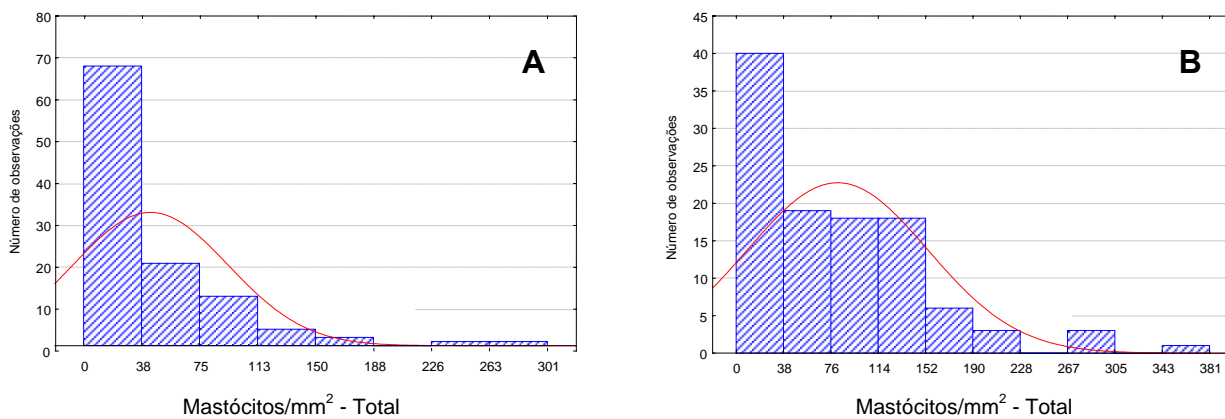 A
Número de observações
80
70
60
50
40
30
20
10
0
0 38 75 113 150 188 226 263 301
Mastócitos/mm² - Total
B
Número de observações
45
40
35
30
25
20
15
10
5
0
0 38 76 114 152 190 228 267 305 343 381
Mastócitos/mm² - Total